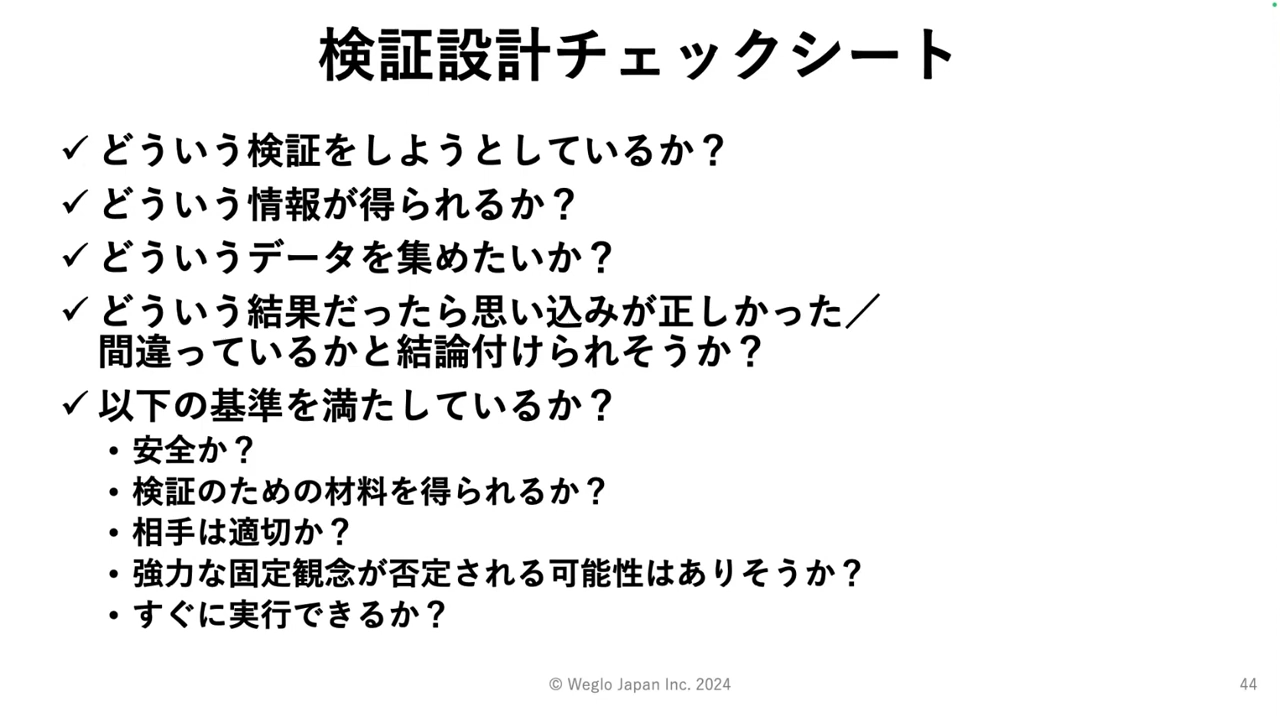 検証設計チェックシート
✓ どういう検証をしようとしているか？
✓ どういう情報が得られるか？
✓ どういうデータを集めたいか？
✓ どういう結果だったら思い込みが正しかった／
間違っているかと結論付けられそうか？
✓ 以下の基準を満たしているか？
• 安全か？
• 検証のための材料を得られるか？
• 相手は適切か？
• 強力な固定観念が否定される可能性はありそうか？
• すぐに実行できるか？
© Weglo Japan Inc. 2024
44